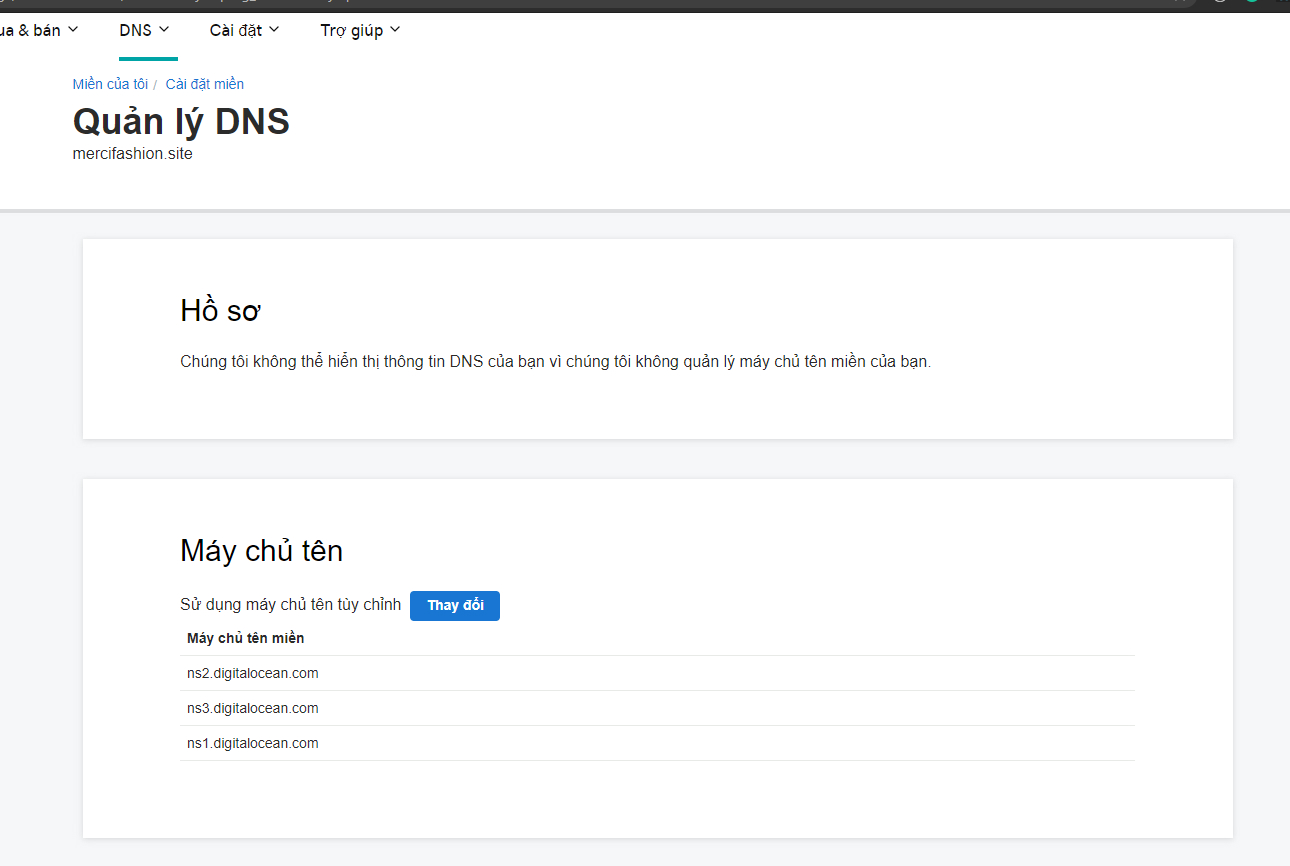 & bán
DNS
Cài đặt
Trợ giúp
Miền của tôi / Cài đặt miền
Quản lý DNS
mercifashion.site
Hồ sơ
Chúng tôi không thể hiển thị thông tin DNS của bạn vì chúng tôi không quản lý máy chủ tên miền của bạn.
Máy chủ tên
Sử dụng máy chủ tên tùy chỉnh Thay đổi
Máy chủ tên miền
ns2.digitalocean.com
ns3.digitalocean.com
ns1.digitalocean.com